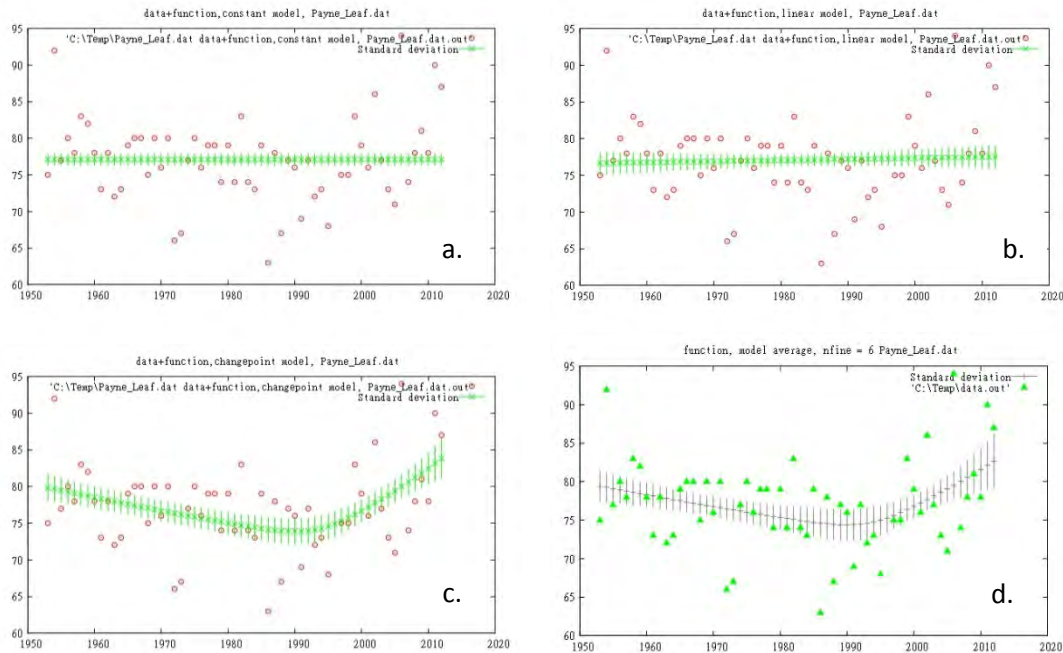 data+function,constant model, Payne_Leaf.dat
'C:\Temp\Payne_Leaf.dat data+function,constant model, Payne_Leaf.dat.out'
Standard deviation
95
90
85
80
75
70
65
60
1950 1960 1970 1980 1990 2000 2010 2020
a.
data+function,linear model, Payne_Leaf.dat
'C:\Temp\Payne_Leaf.dat data+function,linear model, Payne_Leaf.dat.out'
Standard deviation
95
90
85
80
75
70
65
60
1950 1960 1970 1980 1990 2000 2010 2020
b.
data+function,changepoint model, Payne_Leaf.dat
'C:\Temp\Payne_Leaf.dat data+function,changepoint model, Payne_Leaf.dat.out'
Standard deviation
95
90
85
80
75
70
65
60
1950 1960 1970 1980 1990 2000 2010 2020
c.
function, model average, nfine = 6 Payne_Leaf.dat
Standard deviation
'C:\Temp\data.out'
95
90
85
80
75
70
65
60
1950 1960 1970 1980 1990 2000 2010 2020
d.